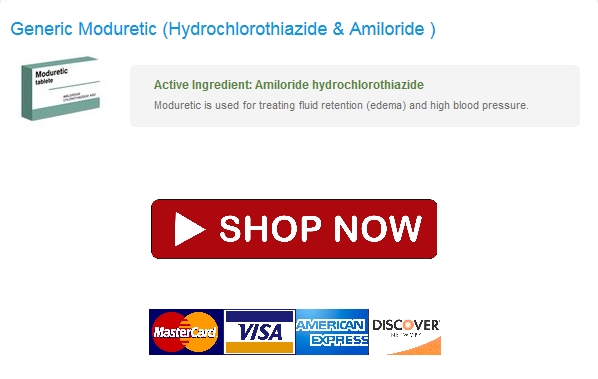 Generic Moduretic (Hydrochlorothiazide & Amiloride )
Moduretic
tablete
Active Ingredient: Amiloride hydrochlorothiazide
Moduretic is used for treating fluid retention (edema) and high blood pressure.
SHOP NOW
MasterCard
VISA
AMERICAN
EXPRESS
DISCOVER
NETWORK